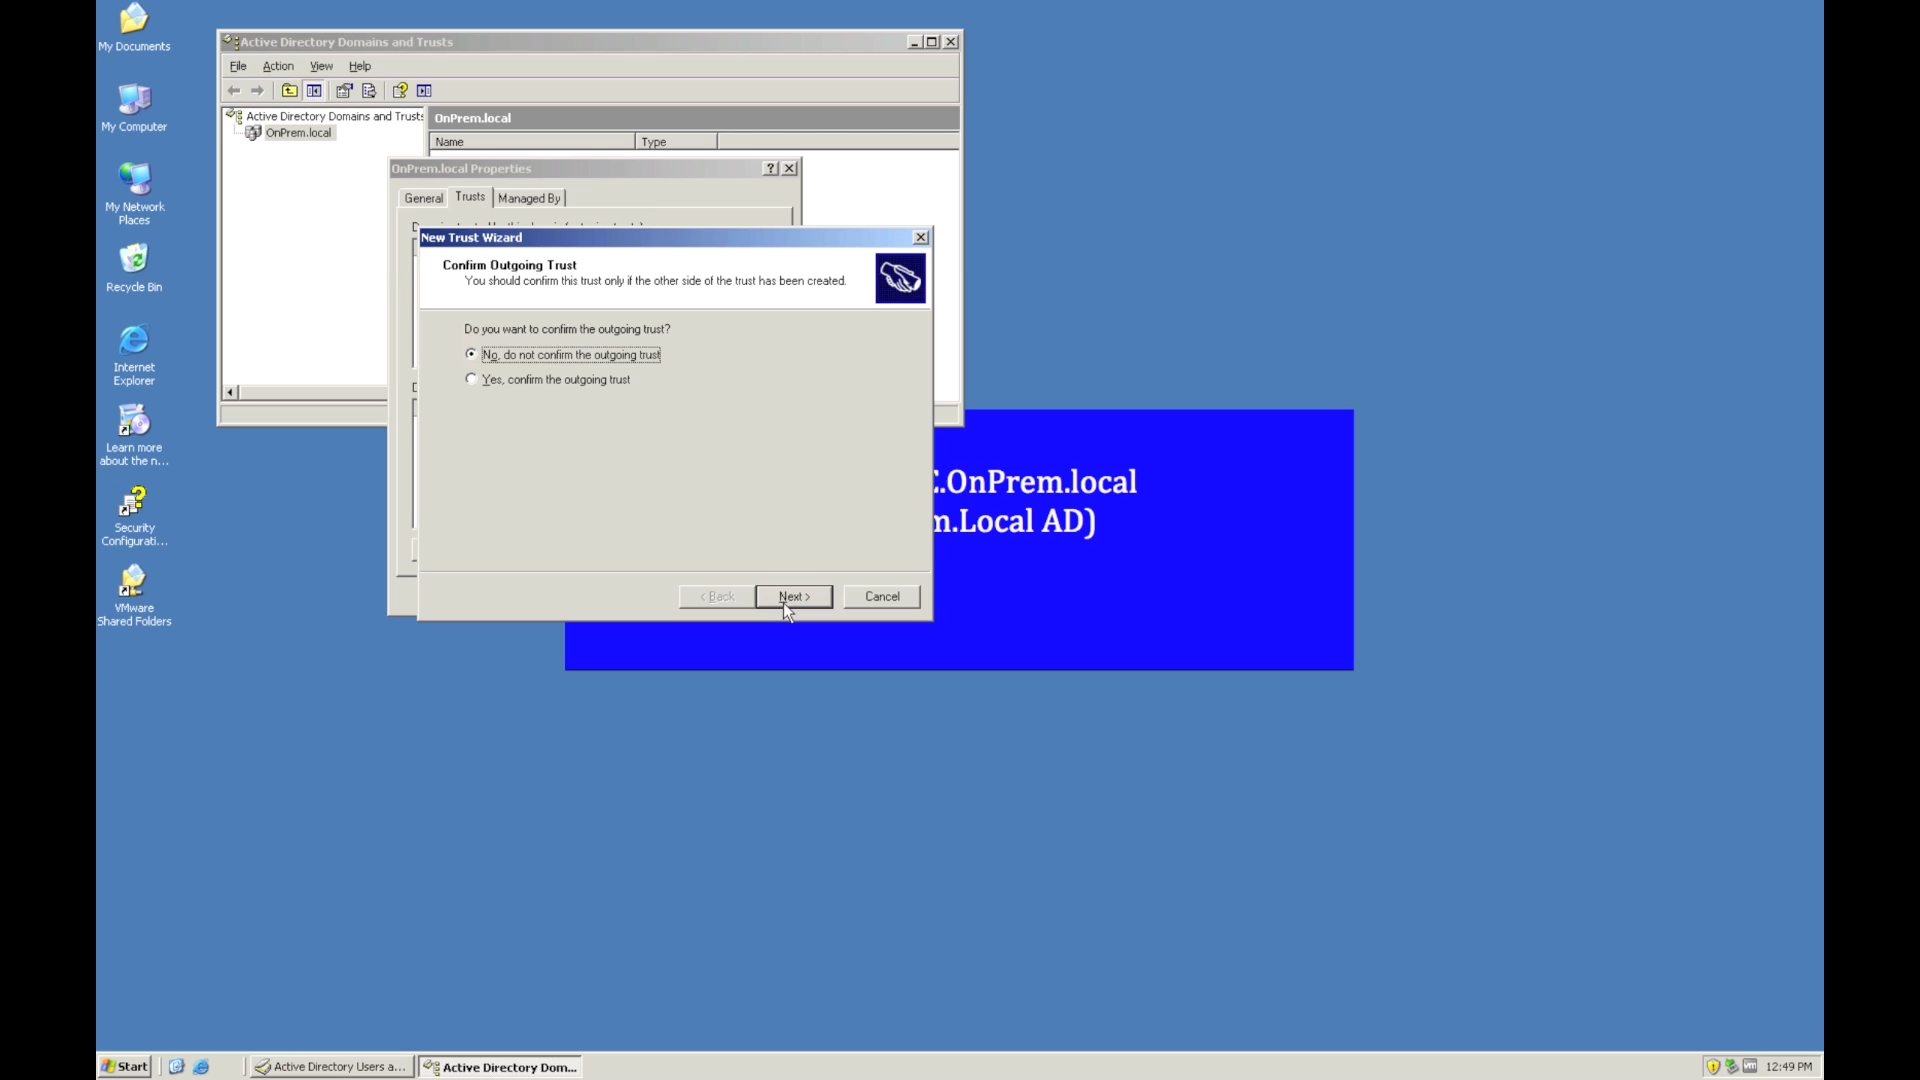 My Documents
My Computer
My Network
Places
Recycle Bin
Internet
Explorer
Learn more
about the n...
Security
Configurati...
VMware
Shared Folders
Active Directory Domains and Trusts
File Action View Help
Active Directory Domains and Trusts
OnPrem.local
OnPrem.local
Name Type
OnPrem.local Properties
General Trusts Managed By
New Trust Wizard
Confirm Outgoing Trust
You should confirm this trust only if the other side of the trust has been created.
Do you want to confirm the outgoing trust?
No, do not confirm the outgoing trust
Yes, confirm the outgoing trust
< Back Next > Cancel
.OnPrem.local
m.Local AD)
Start
Active Directory Users a...
Active Directory Dom...
12:49 PM